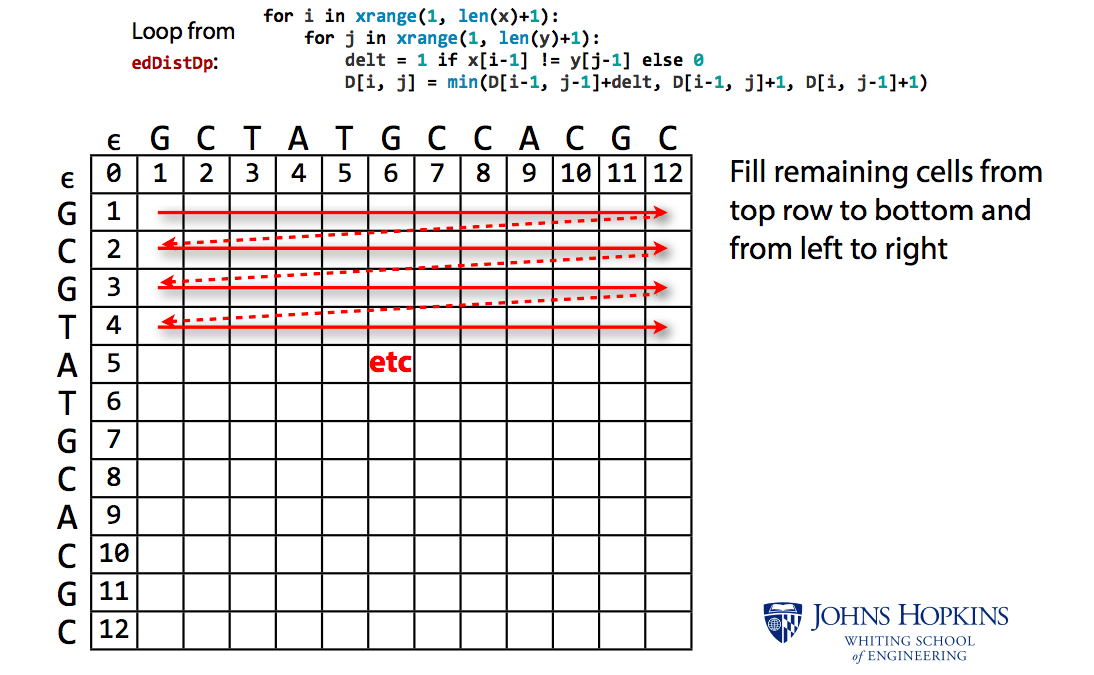 Loop from
edDistDp:
for i in xrange(1, len(x)+1):
for j in xrange(1, len(y)+1):
delt = 1 if x[i-1] != y[j-1] else 0
D[i, j] = min(D[i-1, j-1]+delt, D[i-1, j]+1, D[i, j-1]+1)
ϵ G C T A T G C C A C G C
ϵ 0 1 2 3 4 5 6 7 8 9 10 11 12
G 1
C 2
G 3
T 4
A 5 etc
T 6
G 7
C 8
A 9
C 10
G 11
C 12
Fill remaining cells from
top row to bottom and
from left to right
JOHNS HOPKINS
WHITING SCHOOL
of ENGINEERING